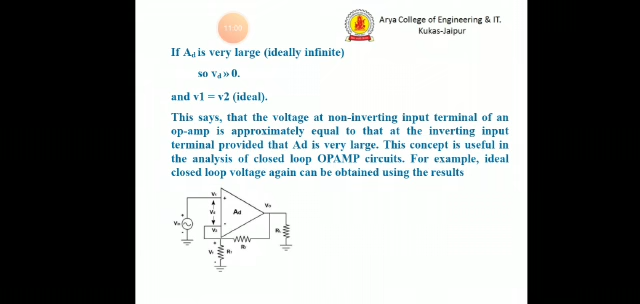 11:05
Arya College of Engineering & IT.
Kukas-Jaipur
If Ad is very large (ideally infinite)
so vd » 0.
and v1 = v2 (ideal).
This says, that the voltage at non-inverting input terminal of an
op-amp is approximately equal to that at the inverting input
terminal provided that Ad is very large. This concept is useful in
the analysis of closed loop OPAMP circuits. For example, ideal
closed loop voltage again can be obtained using the results
V₁
+
Vd
Ad
Vo
+
-
V₂
-
RL
+
Rf
R₁
-